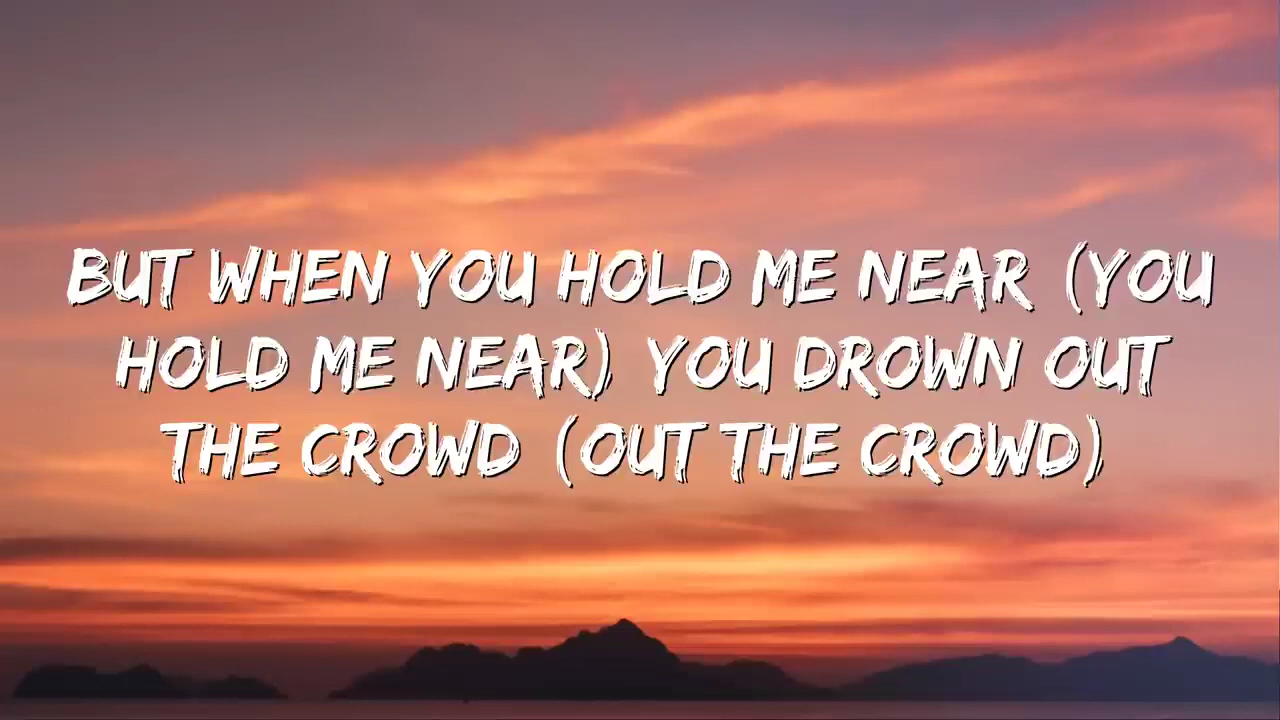 BUT WHEN YOU HOLD ME NEAR (YOU
HOLD ME NEAR) YOU DROWN OUT
THE CROWD (OUT THE CROWD)